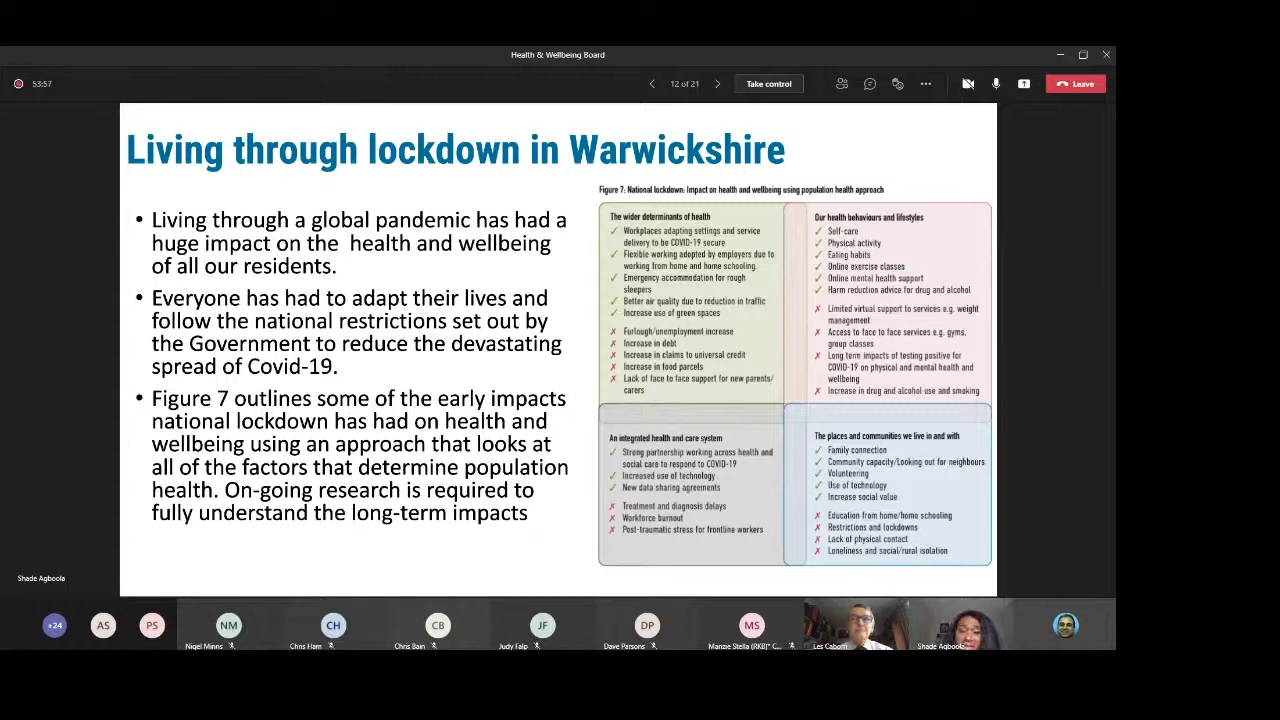 Health & Wellbeing Board
53:57
12 of 21
Take control
Leave
Living through lockdown in Warwickshire
• Living through a global pandemic has had a
huge impact on the health and wellbeing
of all our residents.
• Everyone has had to adapt their lives and
follow the national restrictions set out by
the Government to reduce the devastating
spread of Covid-19.
• Figure 7 outlines some of the early impacts
national lockdown has had on health and
wellbeing using an approach that looks at
all of the factors that determine population
health. On-going research is required to
fully understand the long-term impacts
Figure 7: National lockdown: Impact on health and wellbeing using population health approach
The wider determinants of health
✓ Workplaces adapting settings and service
delivery to be COVID-19 secure
✓ Flexible working adopted by employers due to
working from home and home schooling.
✓ Emergency accommodation for rough
sleepers
✓ Better air quality due to reduction in traffic
✓ Increase use of green spaces
✗ Furlough/unemployment increase
✗ Increase in debt
✗ Increase in claims to universal credit
✗ Increase in food parcels
✗ Lack of face to face support for new parents/
carers
Our health behaviours and lifestyles
✓ Self-care
✓ Physical activity
✓ Eating habits
✓ Online exercise classes
✓ Online mental health support
✓ Harm reduction advice for drug and alcohol
✗ Limited virtual support to services e.g. weight
management
✗ Access to face to face services e.g. gyms,
group classes
✗ Long term impacts of testing positive for
COVID-19 on physical and mental health and
wellbeing
✗ Increase in drug and alcohol use and smoking
An integrated health and care system
✓ Strong partnership working across health and
social care to respond to COVID-19
✓ Increased use of technology
✓ New data sharing agreements
✗ Treatment and diagnosis delays
✗ Workforce burnout
✗ Post-traumatic stress for frontline workers
The places and communities we live in and with
✓ Family connection
✓ Community capacity/Looking out for neighbours
✓ Volunteering
✓ Use of technology
✓ Increase social value
✗ Education from home/home schooling
✗ Restrictions and lockdowns
✗ Lack of physical contact
✗ Loneliness and social/rural isolation
Shade Agboola
+24
AS
PS
NM
CH
CB
JF
DP
MS
Nigel Minns
Chris Ham
Chris Bain
Judy Falp
Dave Parsons
Manzie Stella (RKB)* C...
Les Caborn
Shade Agboola